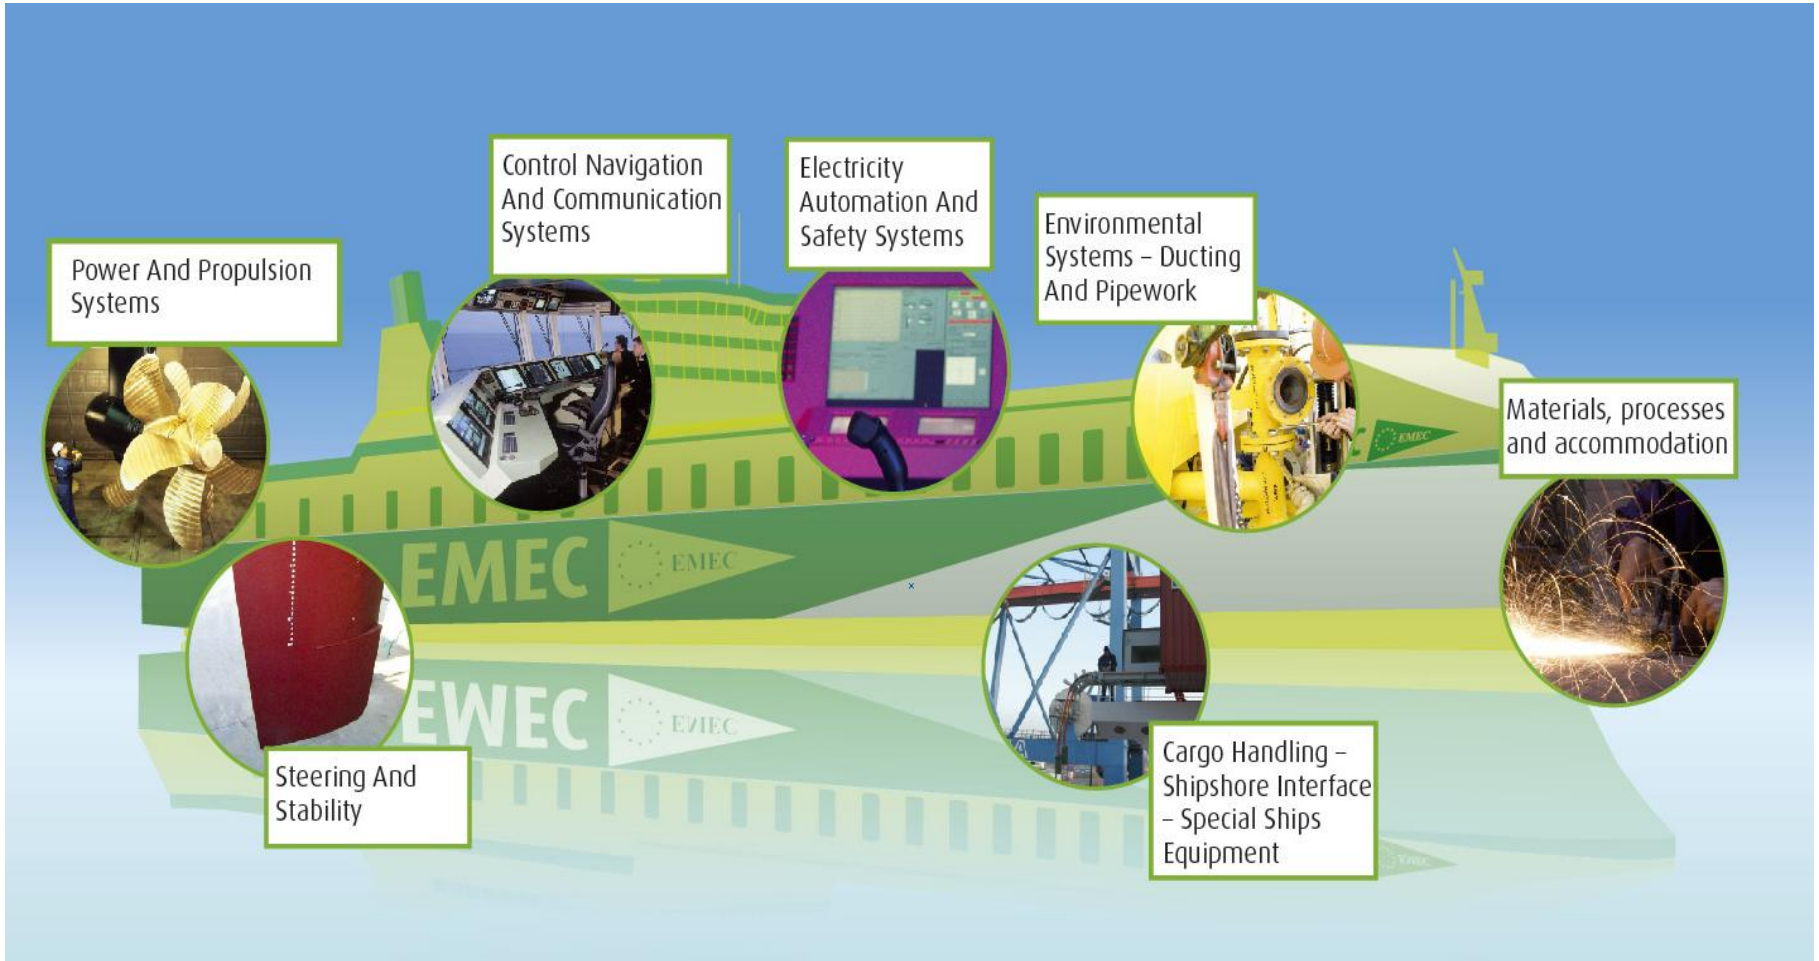 Control Navigation
And Communication
Systems
Electricity
Automation And
Safety Systems
Environmental
Systems – Ducting
And Pipework
Power And Propulsion
Systems
Materials, processes
and accommodation
EMEC
EMEC
EMEC
Steering And
Stability
Cargo Handling –
Shipshore Interface
– Special Ships
Equipment